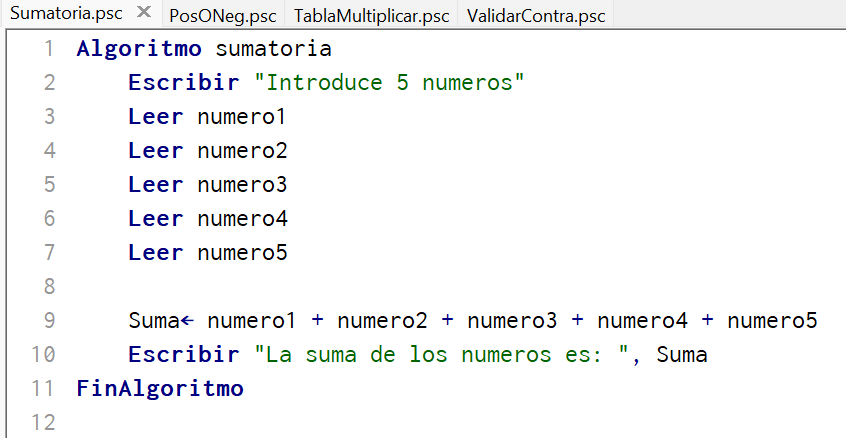 Sumatoria.psc ✕ PosONeg.psc TablaMultiplicar.psc ValidarContra.psc
1 Algoritmo sumatoria
2 Escribir "Introduce 5 numeros"
3 Leer numero1
4 Leer numero2
5 Leer numero3
6 Leer numero4
7 Leer numero5
8
9 Suma← numero1 + numero2 + numero3 + numero4 + numero5
10 Escribir "La suma de los numeros es: ", Suma
11 FinAlgoritmo
12